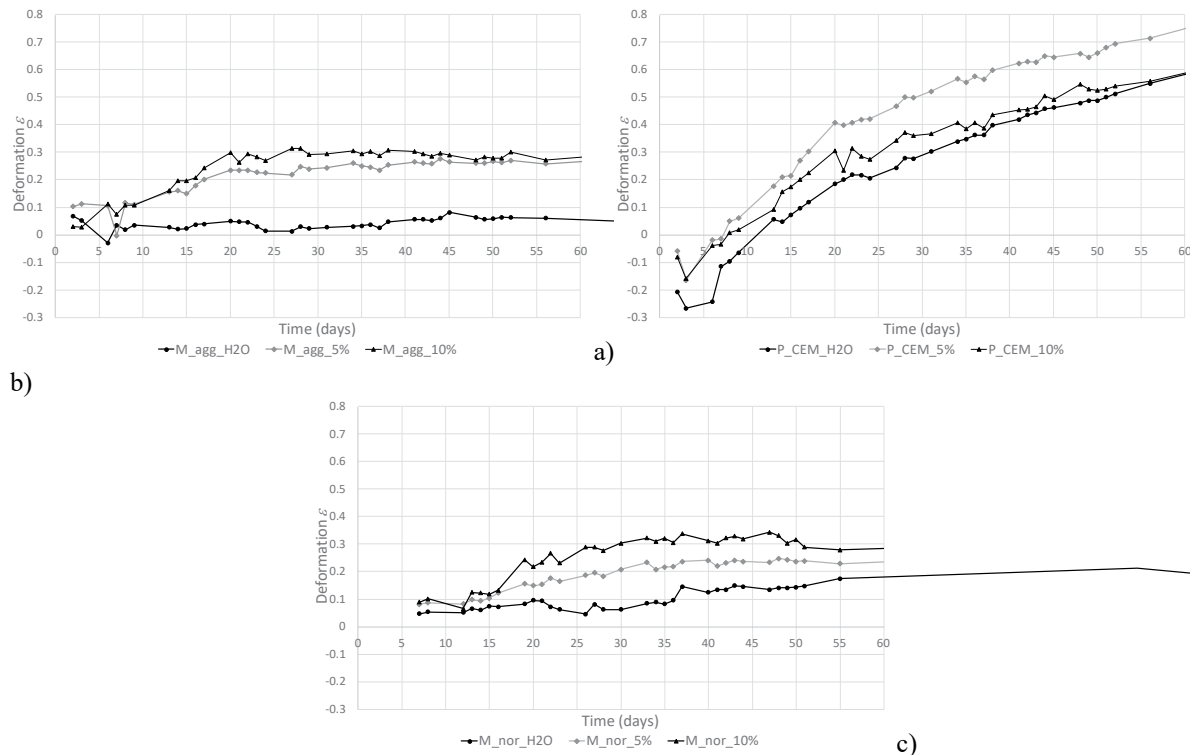 0.8
0.7
0.6
0.5
0.4
0.3
0.2
0.1
0
-0.1
-0.2
-0.3
Deformation ε
0 5 10 15 20 25 30 35 40 45 50 55 60
Time (days)
M_agg_H2O M_agg_5% M_agg_10%
a)
0.8
0.7
0.6
0.5
0.4
0.3
0.2
0.1
0
-0.1
-0.2
-0.3
Deformation ε
0 5 10 15 20 25 30 35 40 45 50 55 60
Time (days)
P_CEM_H2O P_CEM_5% P_CEM_10%
b)
0.8
0.7
0.6
0.5
0.4
0.3
0.2
0.1
0
-0.1
-0.2
-0.3
Deformation ε
0 5 10 15 20 25 30 35 40 45 50 55 60
Time (days)
M_nor_H2O M_nor_5% M_nor_10%
c)